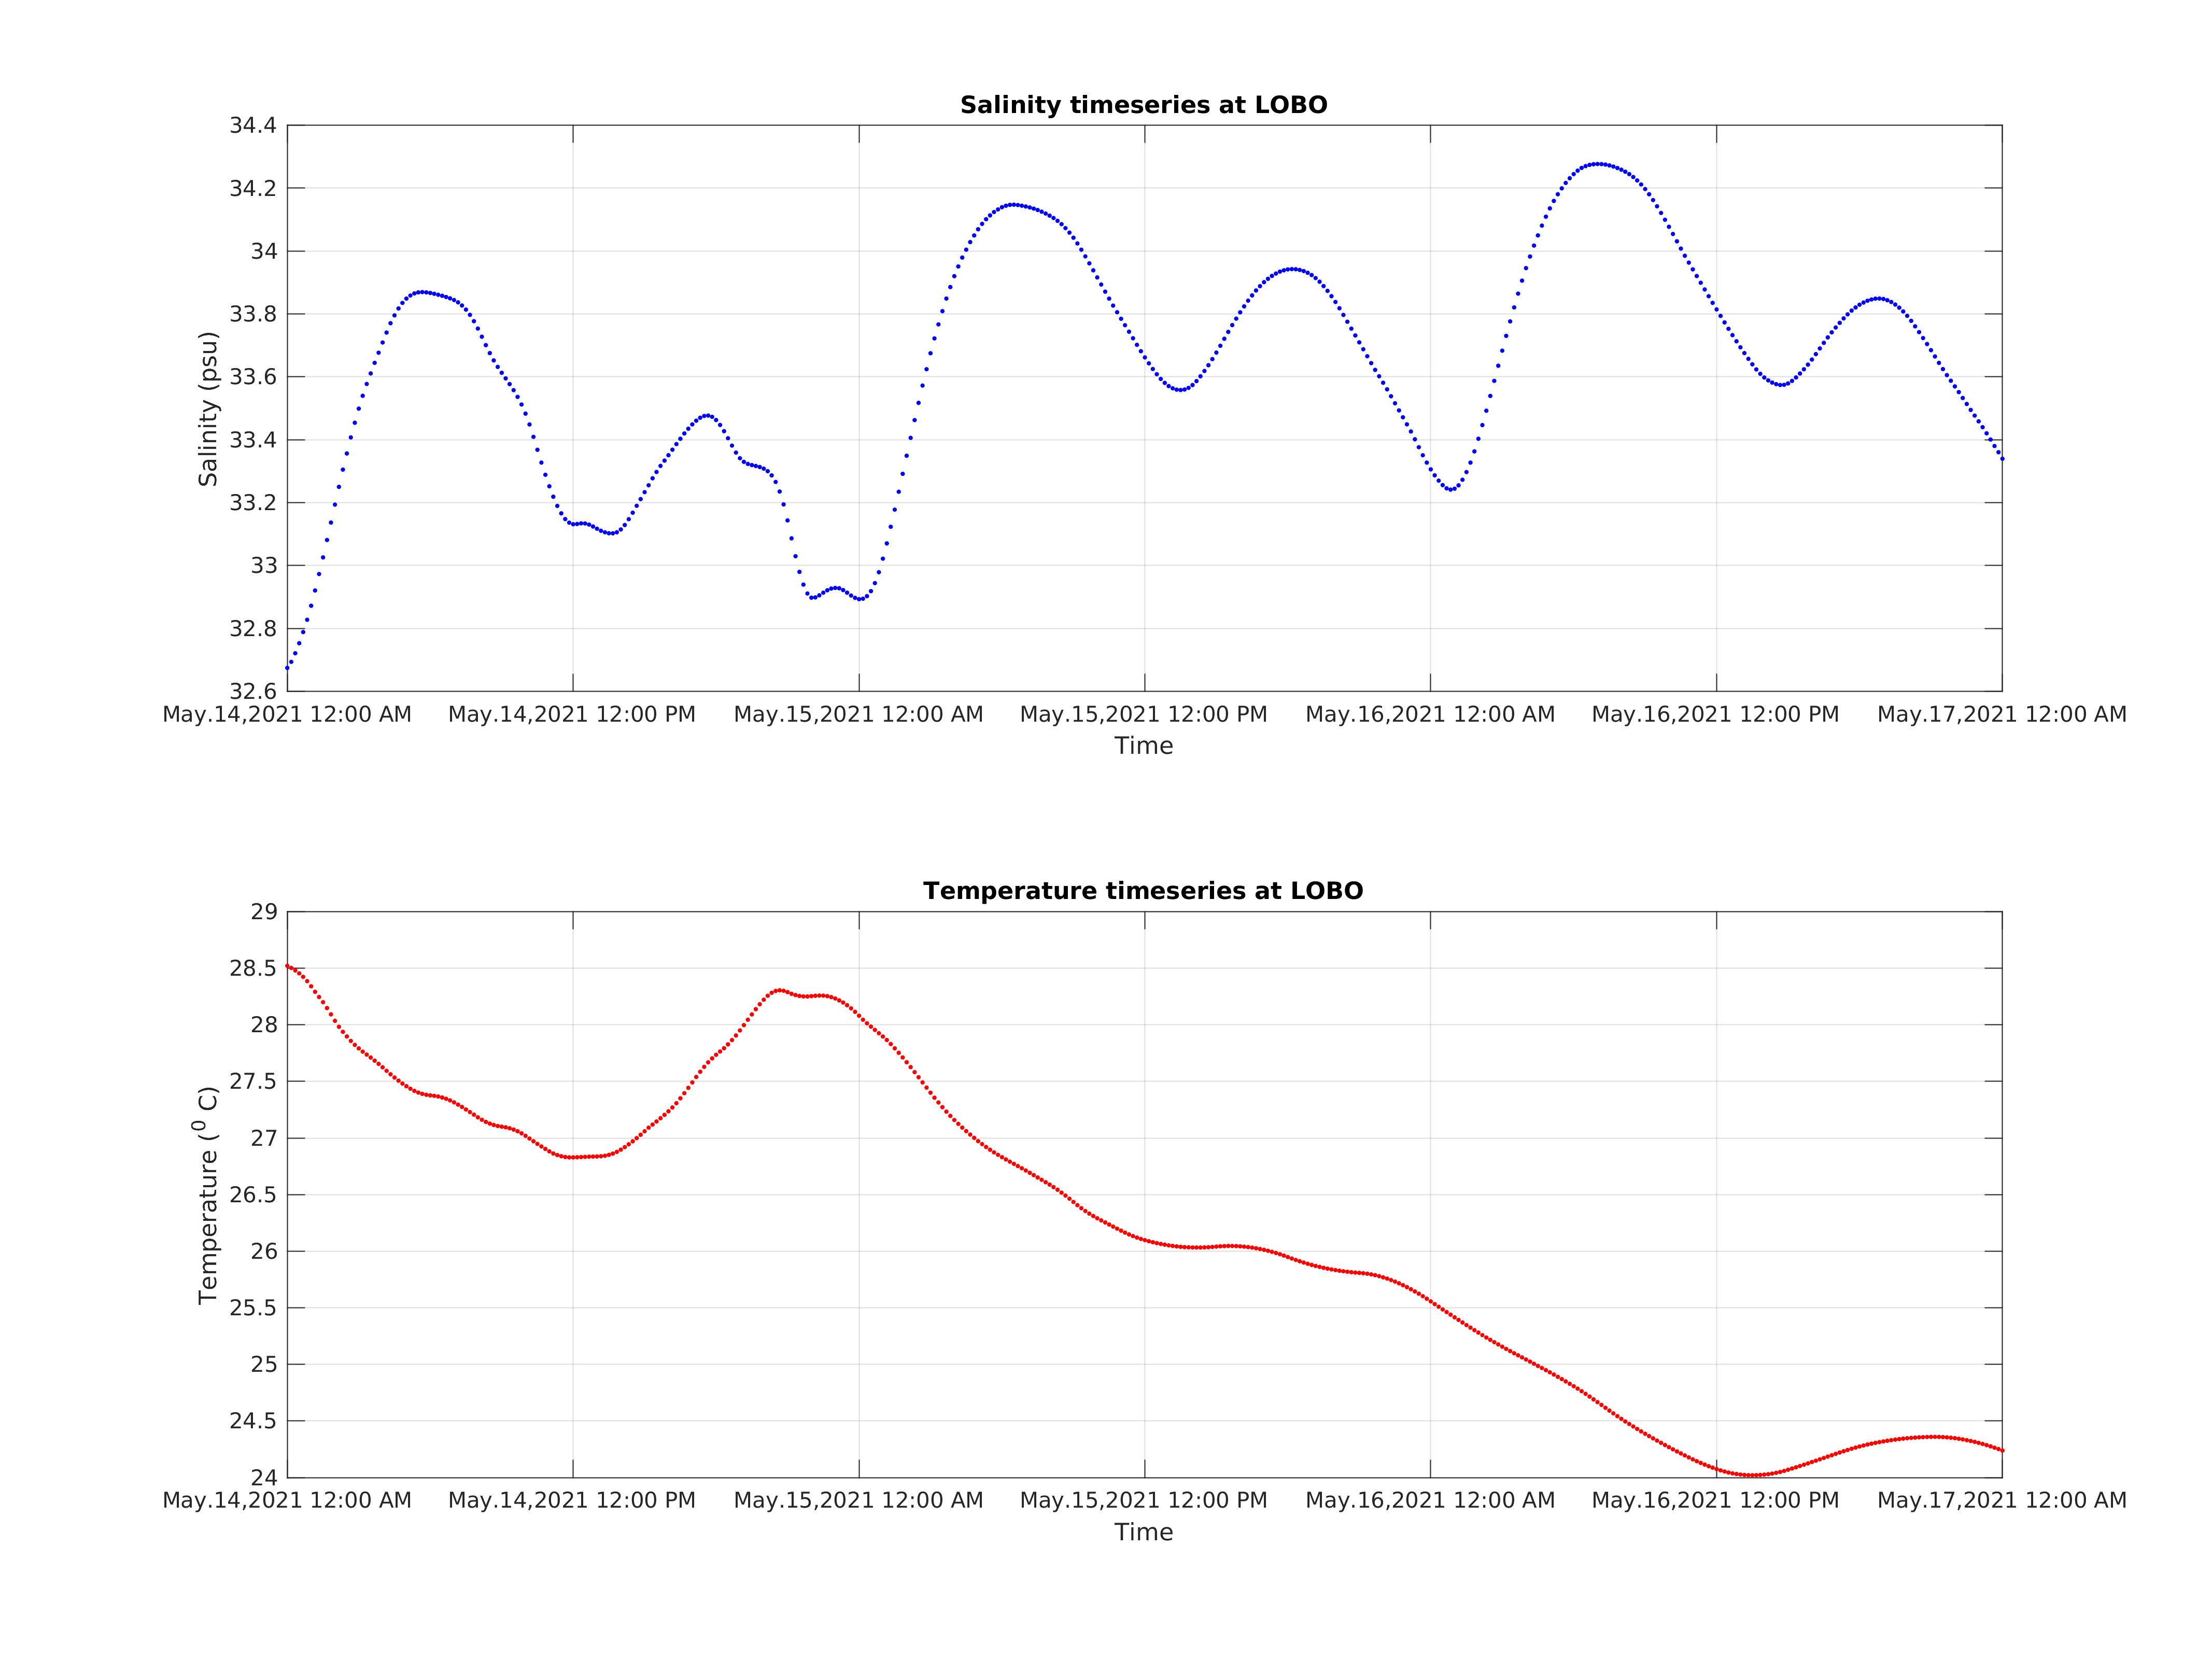 Salinity timeseries at LOBO
34.4
34.2
34
33.8
33.6
33.4
33.2
33
32.8
32.6
Salinity (psu)
May.14,2021 12:00 AM May.14,2021 12:00 PM May.15,2021 12:00 AM May.15,2021 12:00 PM May.16,2021 12:00 AM May.16,2021 12:00 PM May.17,2021 12:00 AM
Time
Temperature timeseries at LOBO
29
28.5
28
27.5
27
26.5
26
25.5
25
24.5
24
Temperature (⁰ C)
May.14,2021 12:00 AM May.14,2021 12:00 PM May.15,2021 12:00 AM May.15,2021 12:00 PM May.16,2021 12:00 AM May.16,2021 12:00 PM May.17,2021 12:00 AM
Time